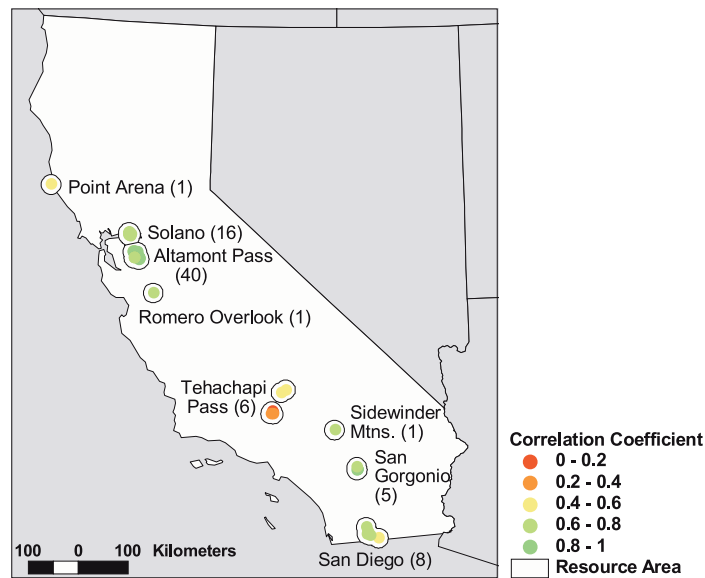 Point Arena (1)
Solano (16)
Altamont Pass
(40)
Romero Overlook (1)
Tehachapi
Pass (6)
Sidewinder
Mtns. (1)
San
Gorgonio
(5)
San Diego (8)
100 0 100 Kilometers
Correlation Coefficient
0 - 0.2
0.2 - 0.4
0.4 - 0.6
0.6 - 0.8
0.8 - 1
Resource Area